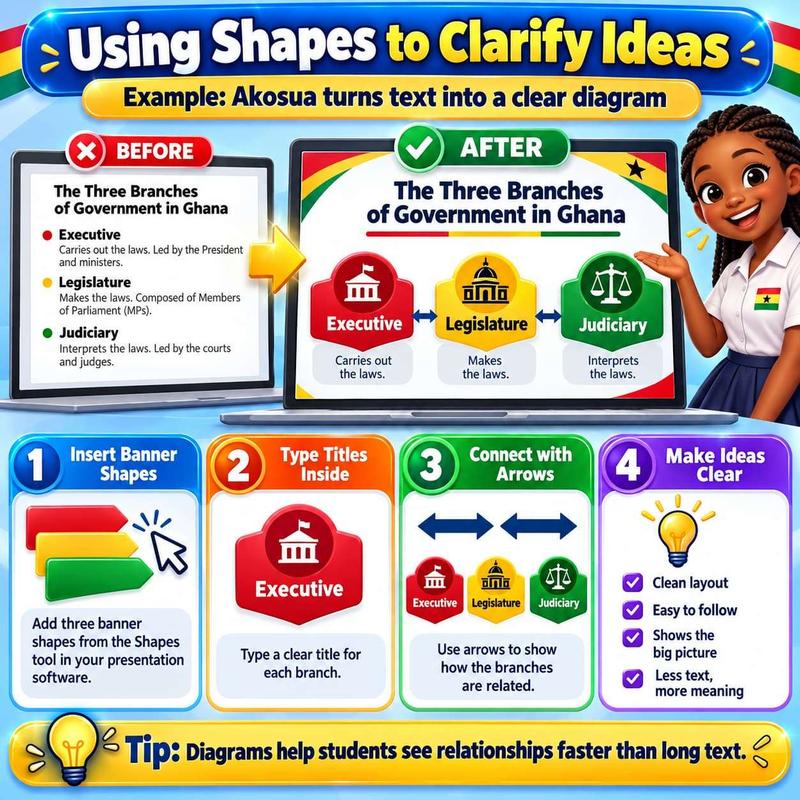 Using Shapes to Clarify Ideas
Example: Akosua turns text into a clear diagram
BEFORE
The Three Branches
of Government in Ghana
Executive
Carries out the laws. Led by the President
and ministers.
Legislature
Makes the laws. Composed of Members
of Parliament (MPs).
Judiciary
Interprets the laws. Led by the courts
and judges.
AFTER
The Three Branches
of Government in Ghana
Executive
Legislature
Judiciary
Carries out
the laws.
Makes
the laws.
Interprets
the laws.
1
Insert Banner
Shapes
Add three banner
shapes from the Shapes
tool in your presentation
software.
2
Type Titles
Inside
Executive
Type a clear title for
each branch.
3
Connect with
Arrows
Executive
Legislature
Judiciary
Use arrows to show
how the branches
are related.
4
Make Ideas
Clear
Clean layout
Easy to follow
Shows the
big picture
Less text,
more meaning
Tip: Diagrams help students see relationships faster than long text.